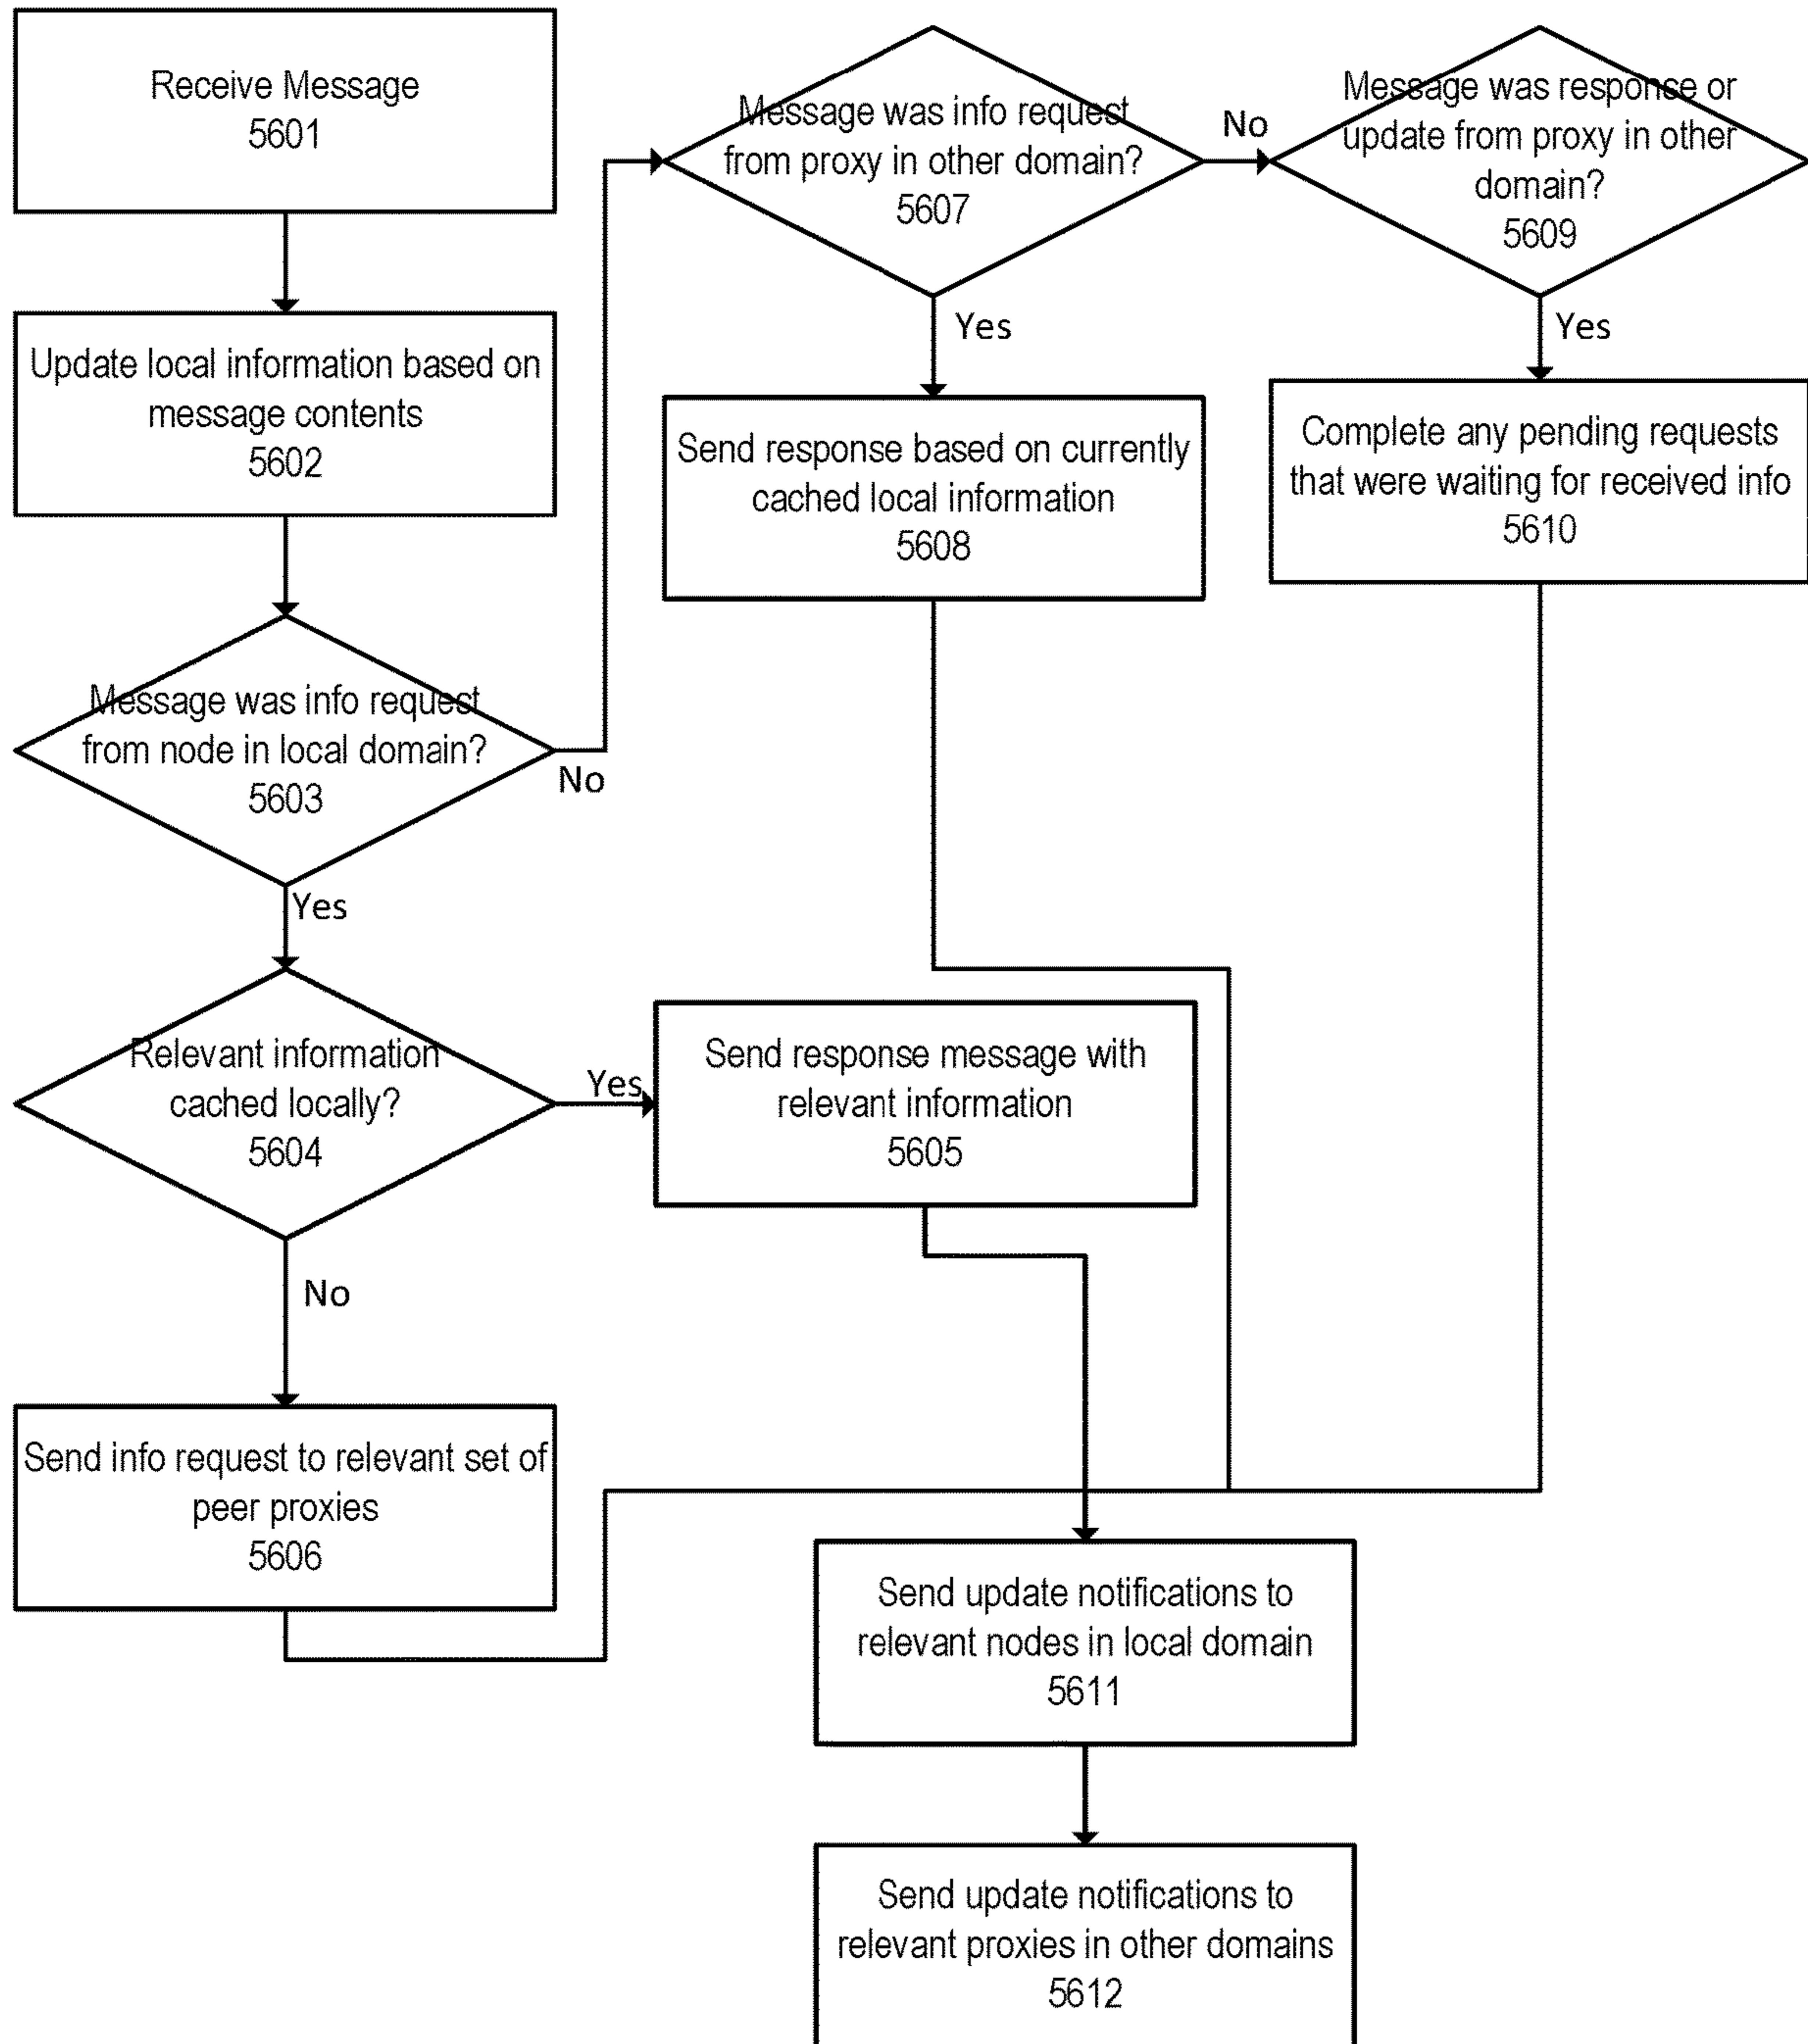 Receive Message
5601
Update local information based on
message contents
5602
Message was info request
from node in local domain?
5603
No
Yes
Relevant information
cached locally?
5604
Yes
No
Send response message with
relevant information
5605
Send info request to relevant set of
peer proxies
5606
Message was info request
from proxy in other domain?
5607
No
Yes
Send response based on currently
cached local information
5608
Message was response or
update from proxy in other
domain?
5609
Yes
Complete any pending requests
that were waiting for received info
5610
Send update notifications to
relevant nodes in local domain
5611
Send update notifications to
relevant proxies in other domains
5612